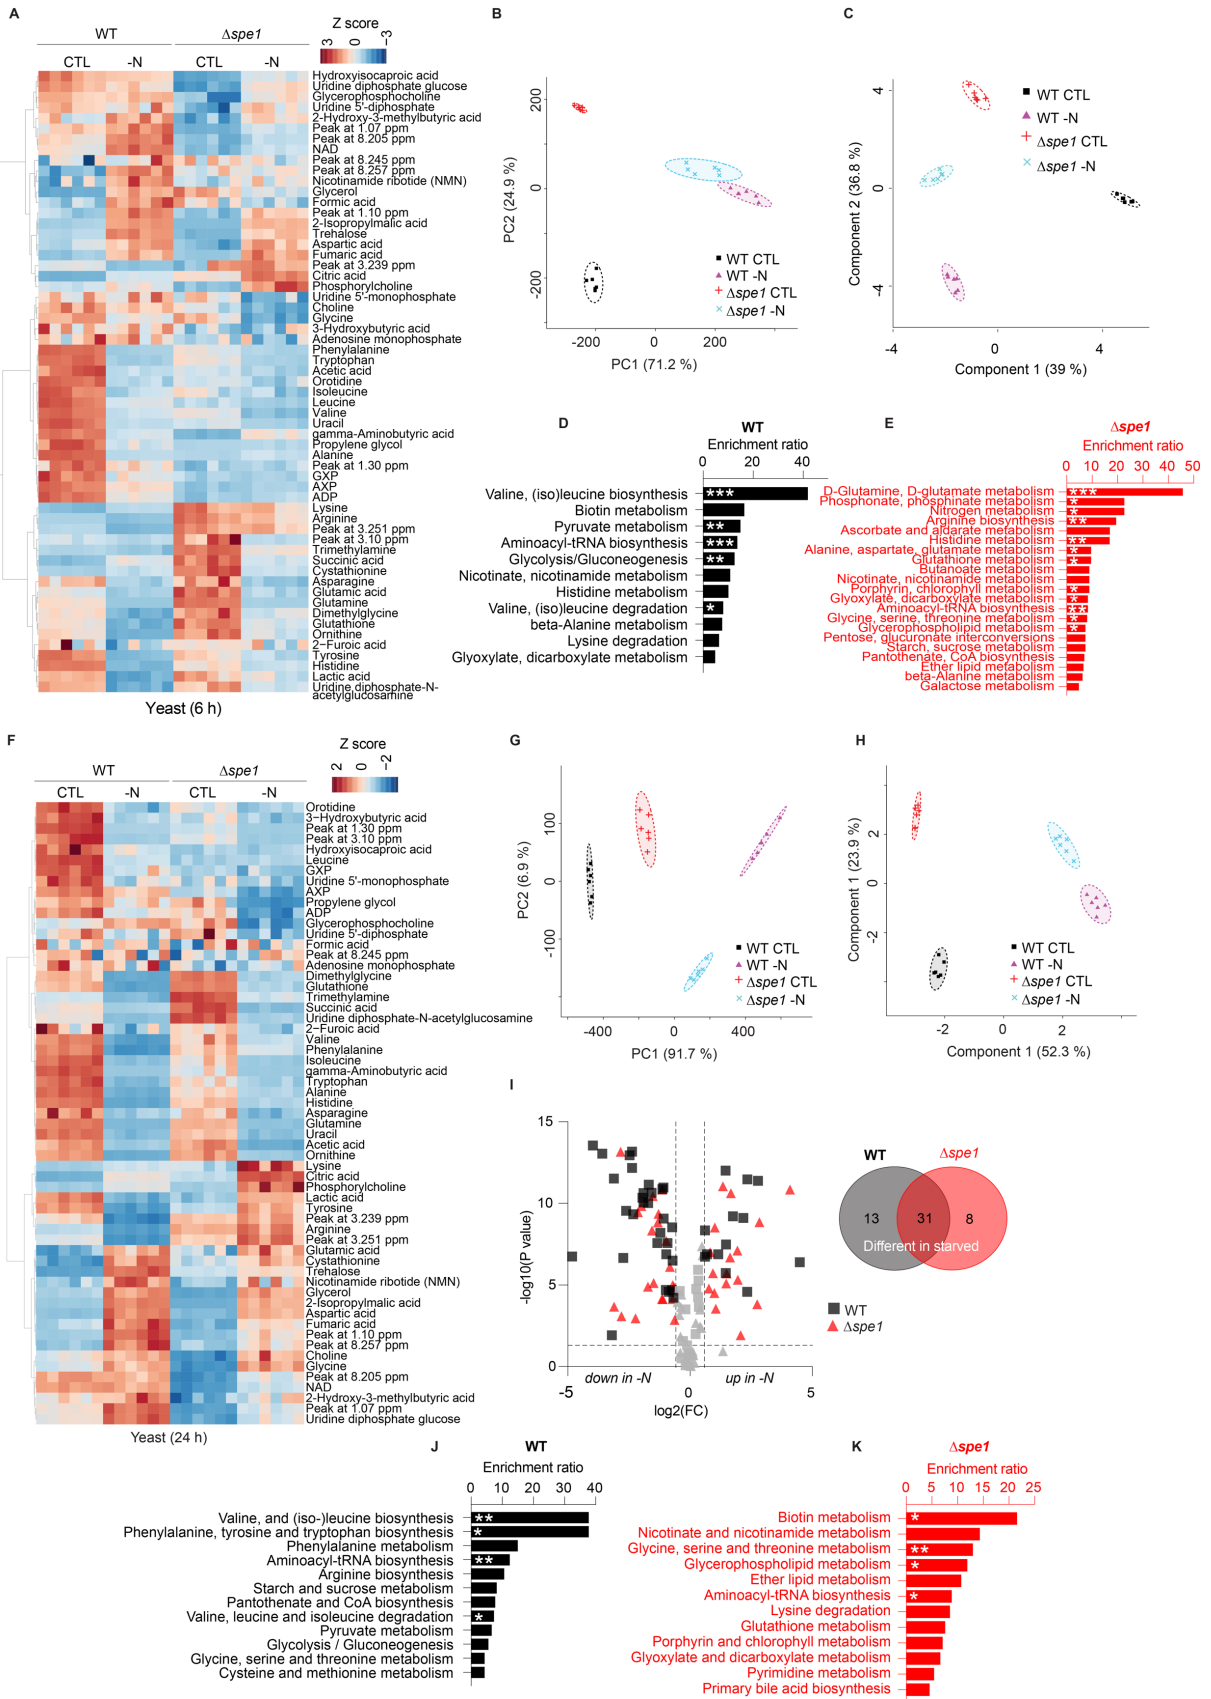 A
WT
Δspe1
Z score
3
0
-3
CTL
-N
CTL
-N
Hydroxyisocaproic acid
Uridine diphosphate glucose
Glycerophosphocholine
Uridine 5'-diphosphate
2-Hydroxy-3-methylbutyric acid
Peak at 1.07 ppm
Peak at 8.205 ppm
NAD
Peak at 8.245 ppm
Peak at 8.257 ppm
Nicotinamide ribotide (NMN)
Glycerol
Formic acid
Peak at 1.10 ppm
2-Isopropylmalic acid
Trehalose
Aspartic acid
Fumaric acid
Peak at 3.239 ppm
Citric acid
Phosphorylcholine
Uridine 5'-monophosphate
Choline
Glycine
3-Hydroxybutyric acid
Adenosine monophosphate
Phenylalanine
Tryptophan
Acetic acid
Orotidine
Isoleucine
Leucine
Valine
Uracil
gamma-Aminobutyric acid
Propylene glycol
Alanine
Peak at 1.30 ppm
GXP
AXP
ADP
Lysine
Arginine
Peak at 3.251 ppm
Peak at 3.10 ppm
Trimethylamine
Succinic acid
Cystathionine
Asparagine
Glutamic acid
Glutamine
Dimethylglycine
Glutathione
Ornithine
2−Furoic acid
Tyrosine
Histidine
Lactic acid
Uridine diphosphate-N-
acetylglucosamine
Yeast (6 h)
B
PC2 (24.9 %)
200
0
-200
-200
0
200
PC1 (71.2 %)
WT CTL
WT -N
Δspe1 CTL
Δspe1 -N
C
Component 2 (36.8 %)
4
0
-4
-4
0
4
Component 1 (39 %)
WT CTL
WT -N
Δspe1 CTL
Δspe1 -N
D
WT
Enrichment ratio
0
20
40
Valine, (iso)leucine biosynthesis ***
Biotin metabolism
Pyruvate metabolism **
Aminoacyl-tRNA biosynthesis ***
Glycolysis/Gluconeogenesis **
Nicotinate, nicotinamide metabolism
Histidine metabolism
Valine, (iso)leucine degradation *
beta-Alanine metabolism
Lysine degradation
Glyoxylate, dicarboxylate metabolism
E
Δspe1
Enrichment ratio
0 10 20 30 40 50
D-Glutamine, D-glutamate metabolism ***
Phosphonate, phosphinate metabolism *
Nitrogen metabolism *
Arginine biosynthesis **
Ascorbate and aldarate metabolism
Histidine metabolism **
Alanine, aspartate, glutamate metabolism *
Glutathione metabolism *
Butanoate metabolism
Nicotinate, nicotinamide metabolism
Porphyrin, chlorophyll metabolism *
Glyoxylate, dicarboxylate metabolism *
Aminoacyl-tRNA biosynthesis **
Glycine, serine, threonine metabolism *
Glycerophospholipid metabolism *
Pentose, glucuronate interconversions
Starch, sucrose metabolism
Pantothenate, CoA biosynthesis
Ether lipid metabolism
beta-Alanine metabolism
Galactose metabolism
F
WT
Δspe1
Z score
2
0
-2
CTL
-N
CTL
-N
Orotidine
3−Hydroxybutyric acid
Peak at 1.30 ppm
Peak at 3.10 ppm
Hydroxyisocaproic acid
Leucine
GXP
Uridine 5'-monophosphate
AXP
Propylene glycol
ADP
Glycerophosphocholine
Uridine 5'-diphosphate
Formic acid
Peak at 8.245 ppm
Adenosine monophosphate
Dimethylglycine
Glutathione
Trimethylamine
Succinic acid
Uridine diphosphate-N-acetylglucosamine
2−Furoic acid
Valine
Phenylalanine
Isoleucine
gamma-Aminobutyric acid
Tryptophan
Alanine
Histidine
Asparagine
Glutamine
Uracil
Acetic acid
Ornithine
Lysine
Citric acid
Phosphorylcholine
Lactic acid
Tyrosine
Peak at 3.239 ppm
Arginine
Peak at 3.251 ppm
Glutamic acid
Cystathionine
Trehalose
Nicotinamide ribotide (NMN)
Glycerol
2-Isopropylmalic acid
Aspartic acid
Fumaric acid
Peak at 1.10 ppm
Peak at 8.257 ppm
Choline
Glycine
Peak at 8.205 ppm
NAD
2-Hydroxy-3-methylbutyric acid
Peak at 1.07 ppm
Uridine diphosphate glucose
Yeast (24 h)
G
PC2 (6.9 %)
100
0
-100
-400
0
400
PC1 (91.7 %)
WT CTL
WT -N
Δspe1 CTL
Δspe1 -N
H
Component 1 (23.9 %)
2
0
-2
-2
0
2
Component 1 (52.3 %)
WT CTL
WT -N
Δspe1 CTL
Δspe1 -N
I
-log10(P value)
15
10
5
0
-5
0
5
down in -N
up in -N
log2(FC)
WT
Δspe1
13
31
8
Different in starved
WT
Δspe1
J
WT
Enrichment ratio
0 10 20 30 40
Valine, and (iso-)leucine biosynthesis **
Phenylalanine, tyrosine and tryptophan biosynthesis *
Phenylalanine metabolism
Aminoacyl-tRNA biosynthesis **
Arginine biosynthesis
Starch and sucrose metabolism
Pantothenate and CoA biosynthesis
Valine, leucine and isoleucine degradation *
Pyruvate metabolism
Glycolysis / Gluconeogenesis
Glycine, serine and threonine metabolism
Cysteine and methionine metabolism
K
Δspe1
Enrichment ratio
0 5 10 15 20 25
Biotin metabolism *
Nicotinate and nicotinamide metabolism
Glycine, serine and threonine metabolism **
Glycerophospholipid metabolism *
Ether lipid metabolism
Aminoacyl-tRNA biosynthesis *
Lysine degradation
Glutathione metabolism
Porphyrin and chlorophyll metabolism
Glyoxylate and dicarboxylate metabolism
Pyrimidine metabolism
Primary bile acid biosynthesis